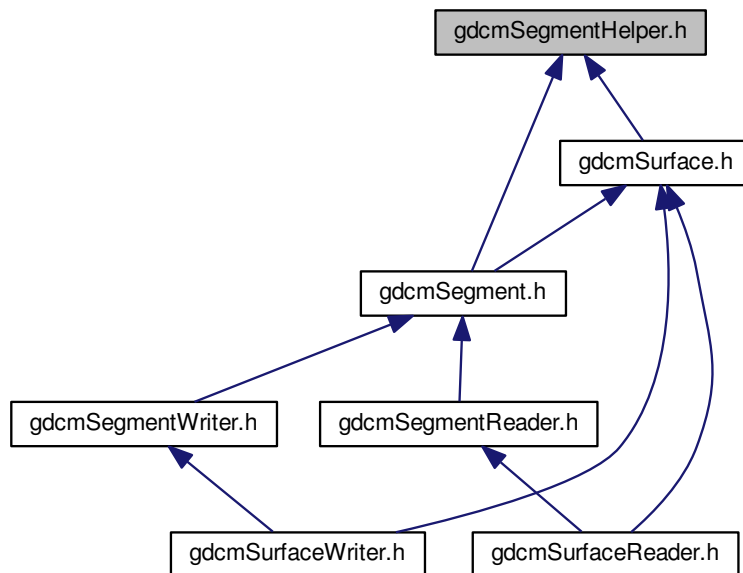 gdcmSegmentHelper.h
gdcmSurface.h
gdcmSegment.h
gdcmSegmentWriter.h
gdcmSegmentReader.h
gdcmSurfaceWriter.h
gdcmSurfaceReader.h